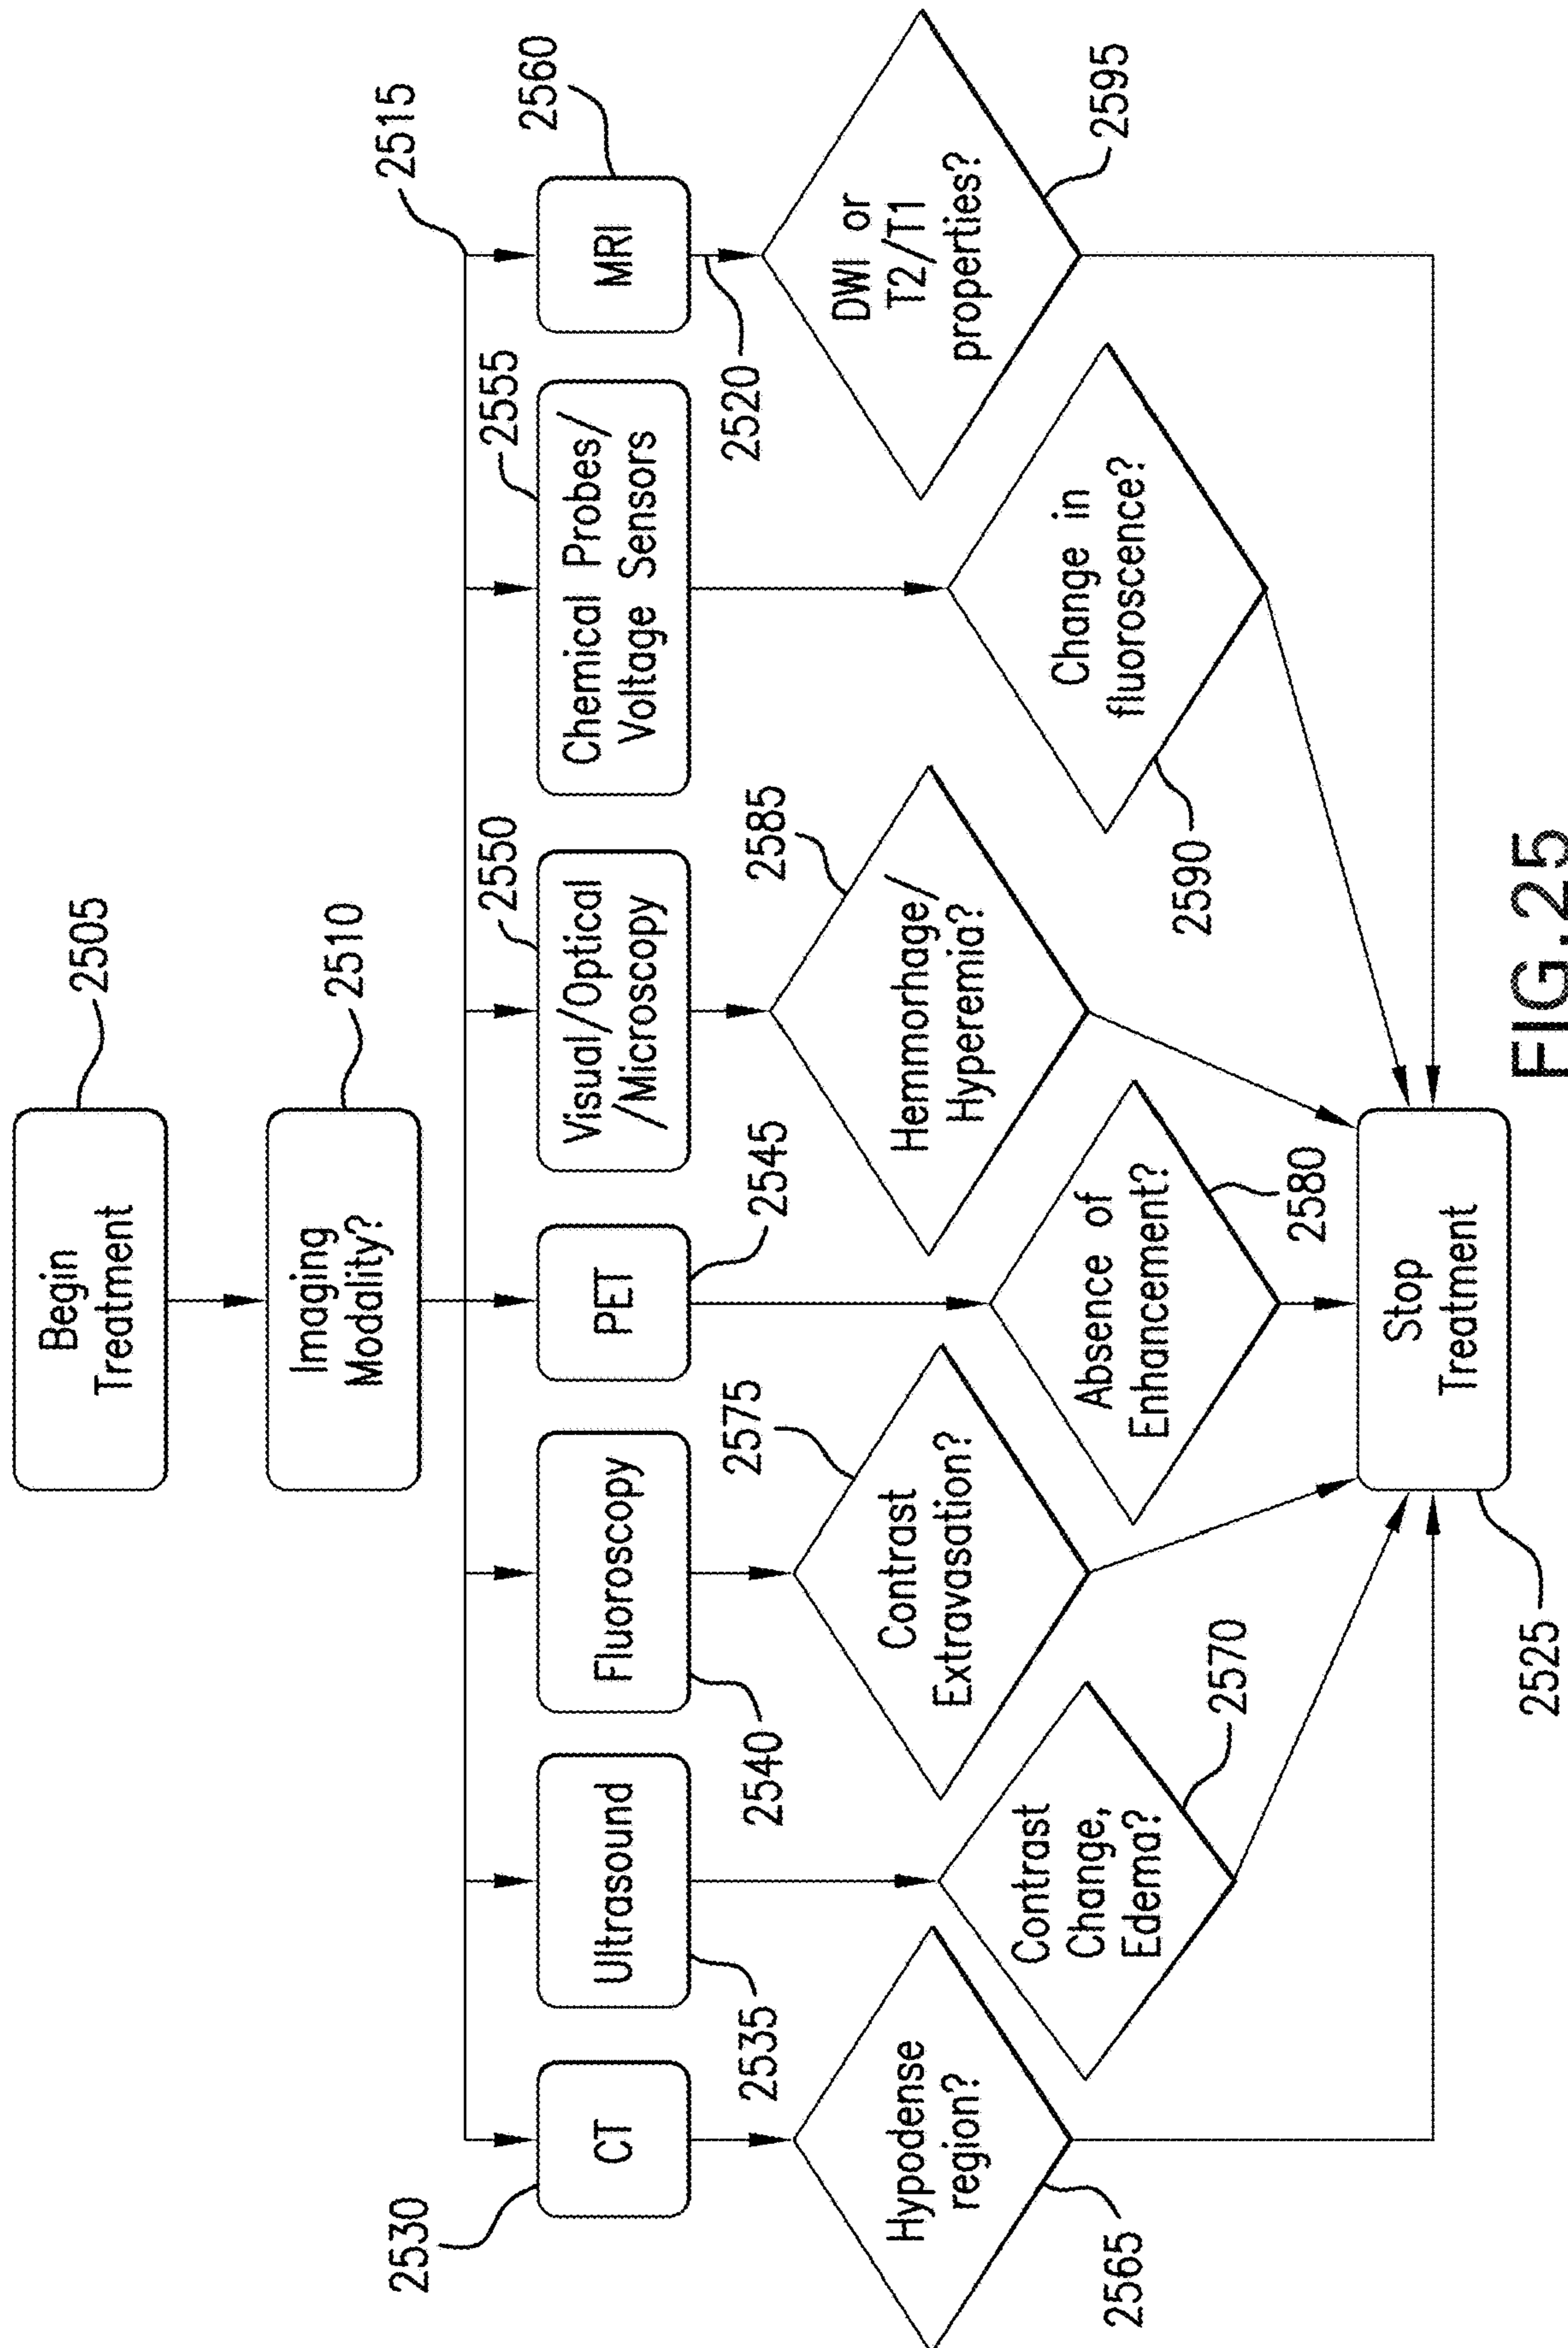 Begin
Treatment
2505
Imaging
Modality?
2510
2515
2530
CT
2535
Ultrasound
2540
Fluoroscopy
2545
PET
2550
Visual/Optical
/Microscopy
2555
Chemical Probes/
Voltage Sensors
2560
MRI
2520
2565
Hypodense
region?
2570
Contrast
Change,
Edema?
2575
Contrast
Extravasation?
2580
Absence of
Enhancement?
2585
Hemmorhage/
Hyperemia?
2590
Change in
fluoroscence?
2595
DWI or
T2/T1
properties?
2525
Stop
Treatment
FIG.25